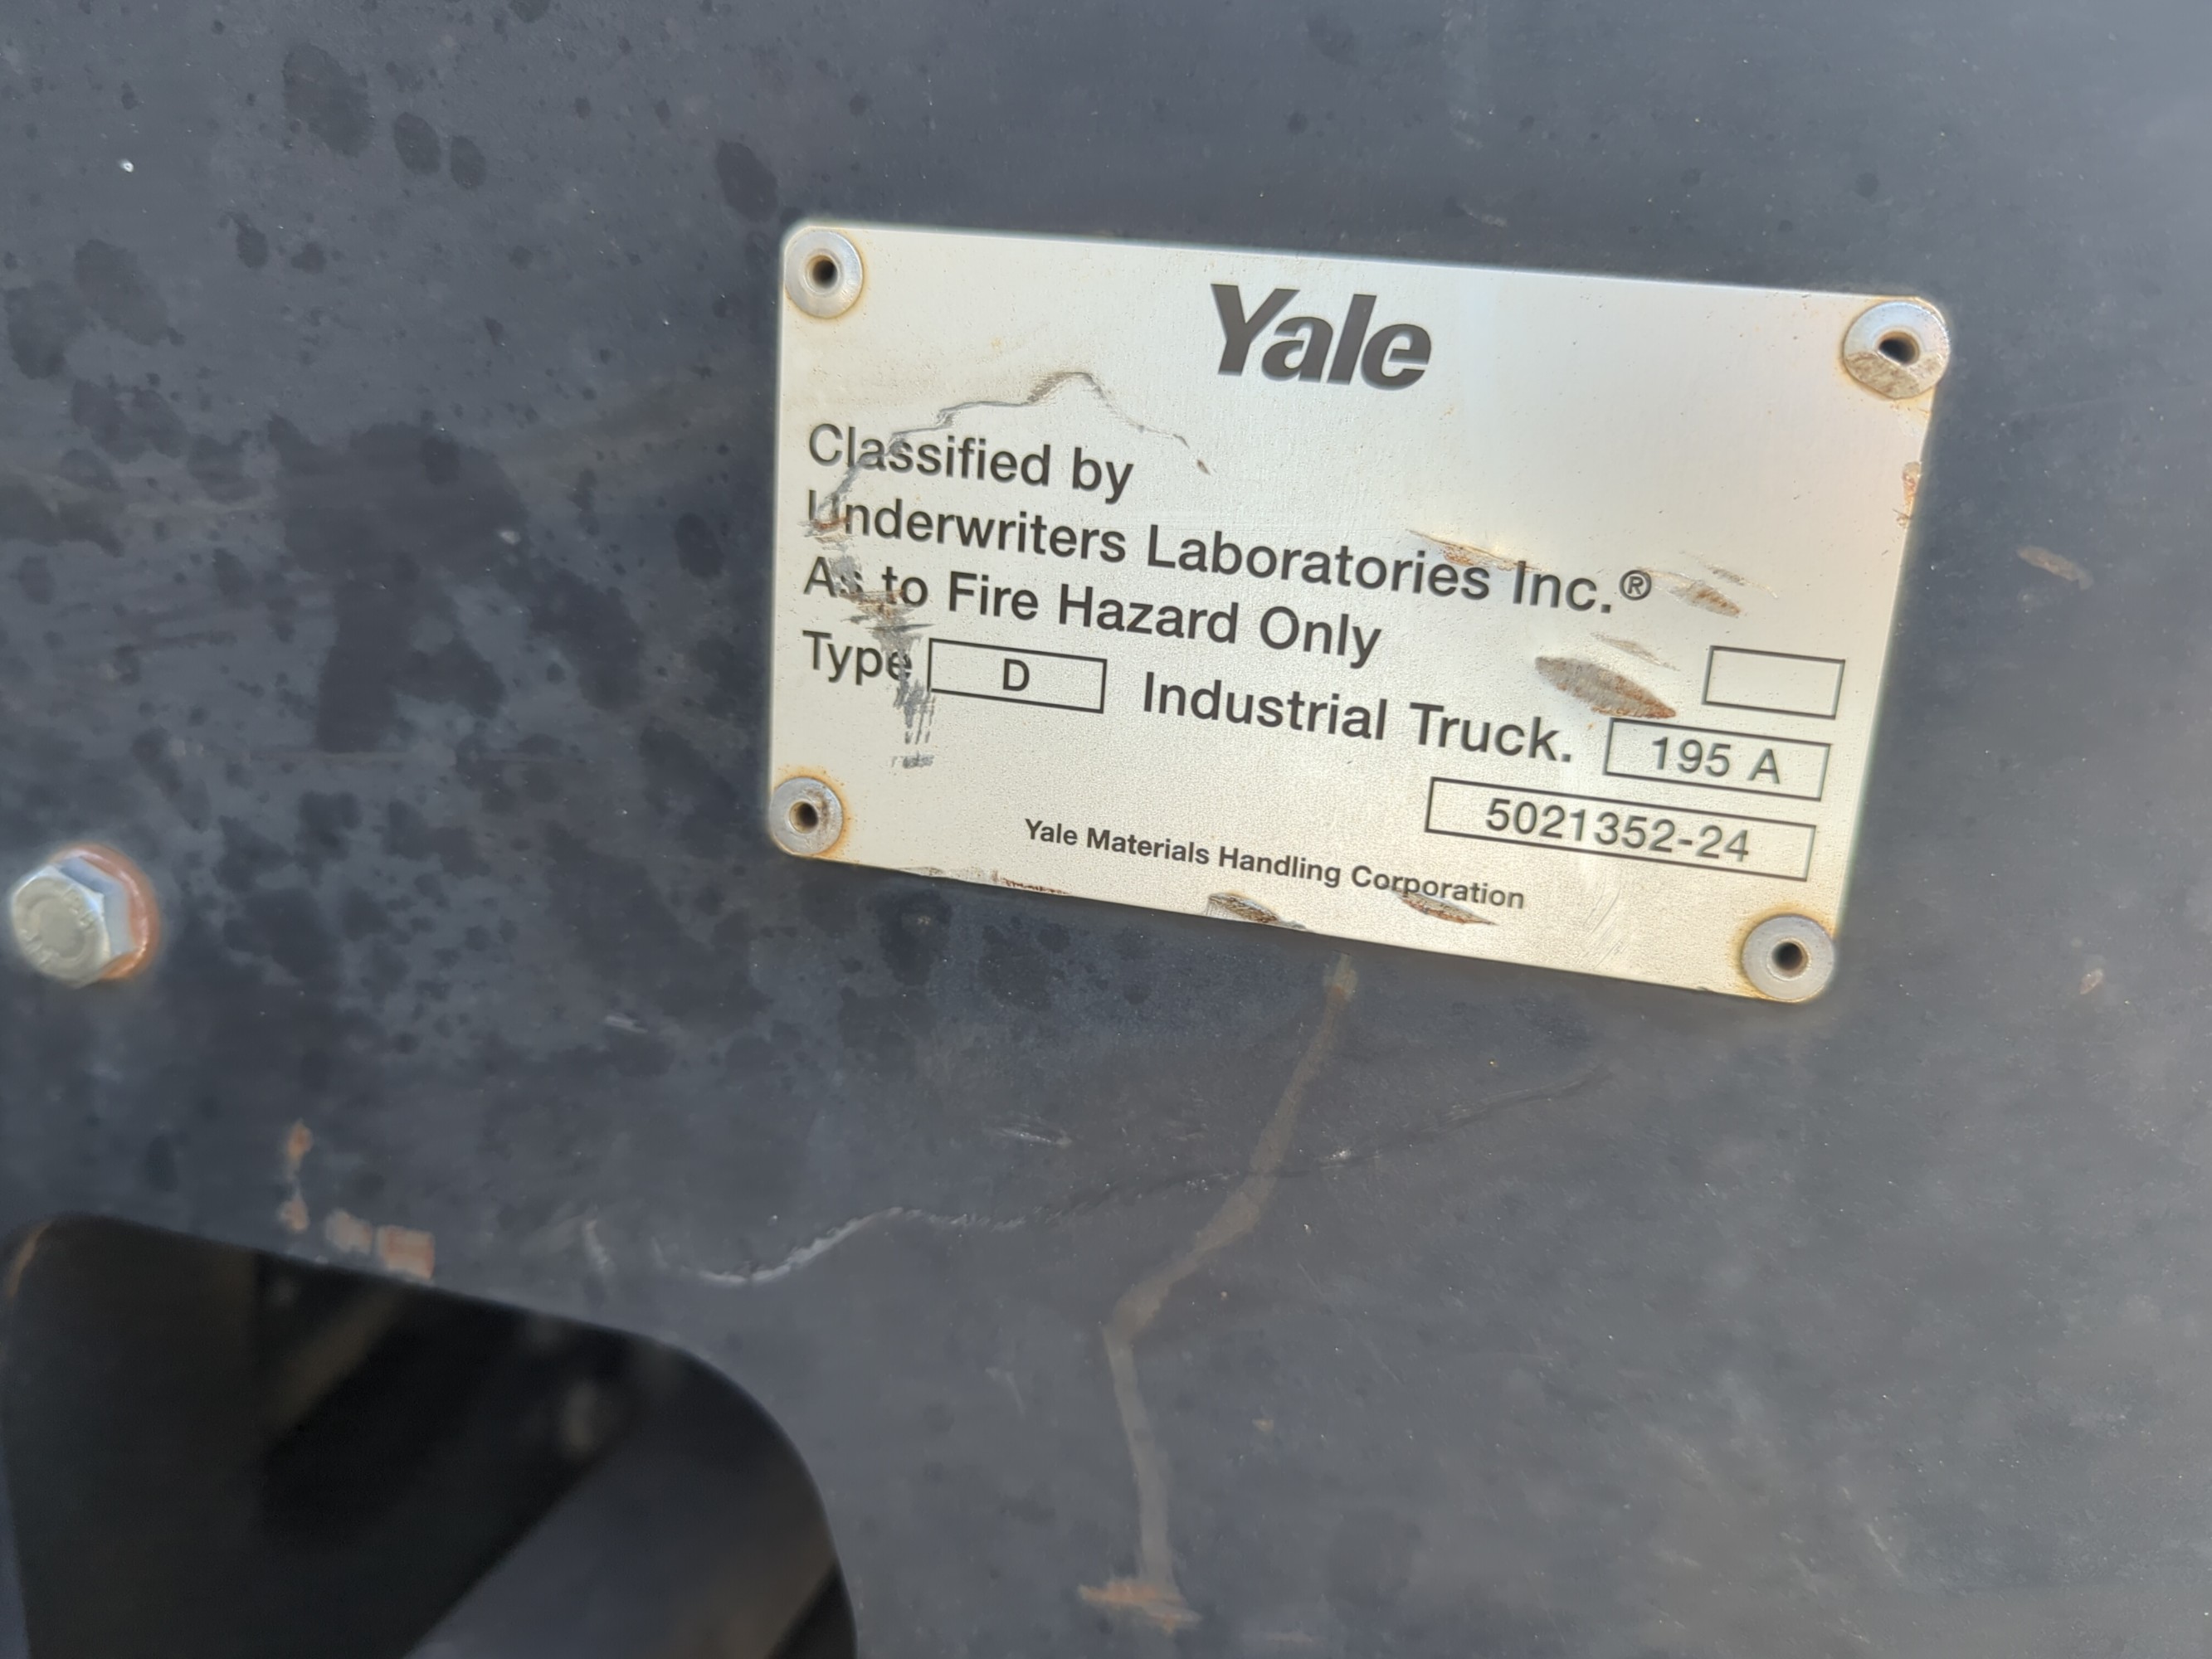 Yale
Classified by
Underwriters Laboratories Inc.®
As to Fire Hazard Only
Type D Industrial Truck. 195 A
5021352-24
Yale Materials Handling Corporation